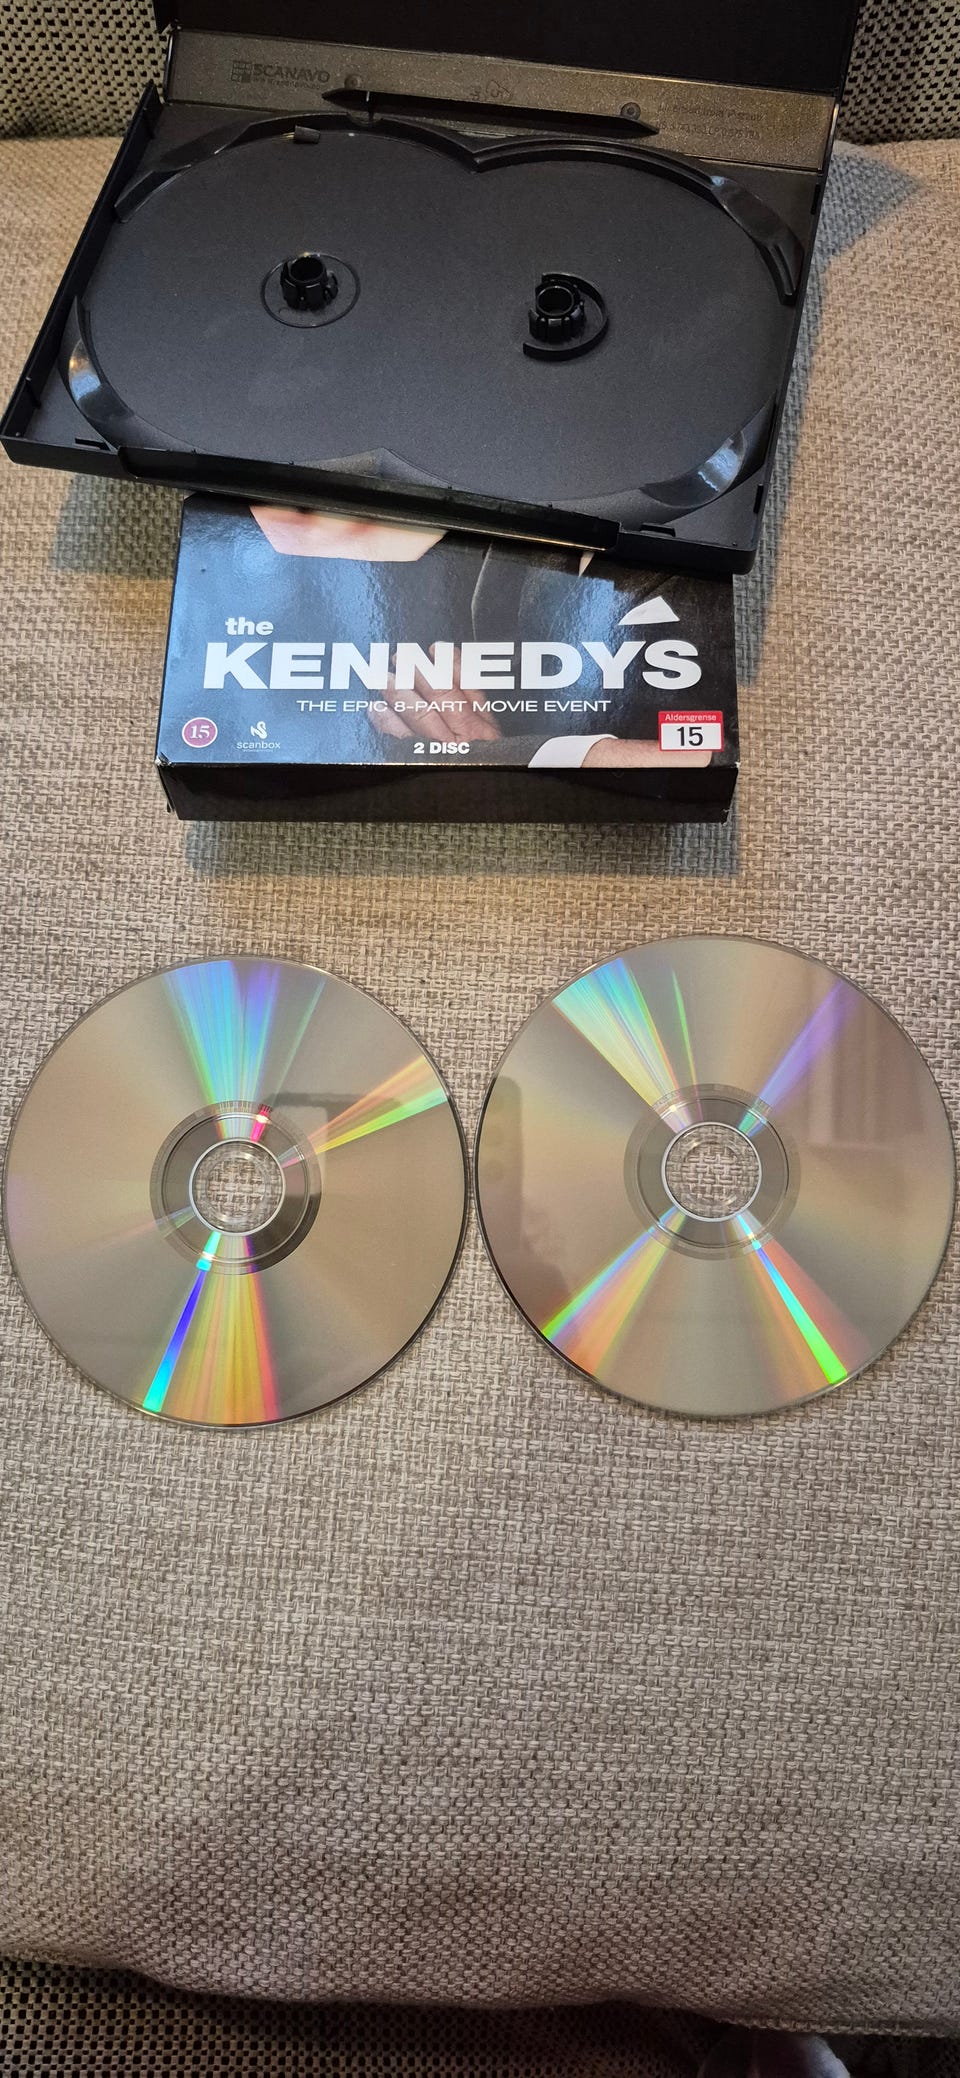 SCANAVO
the
KENNEDYS
THE EPIC 8-PART MOVIE EVENT
15
scanbox
2 DISC
Aldersgrense
15